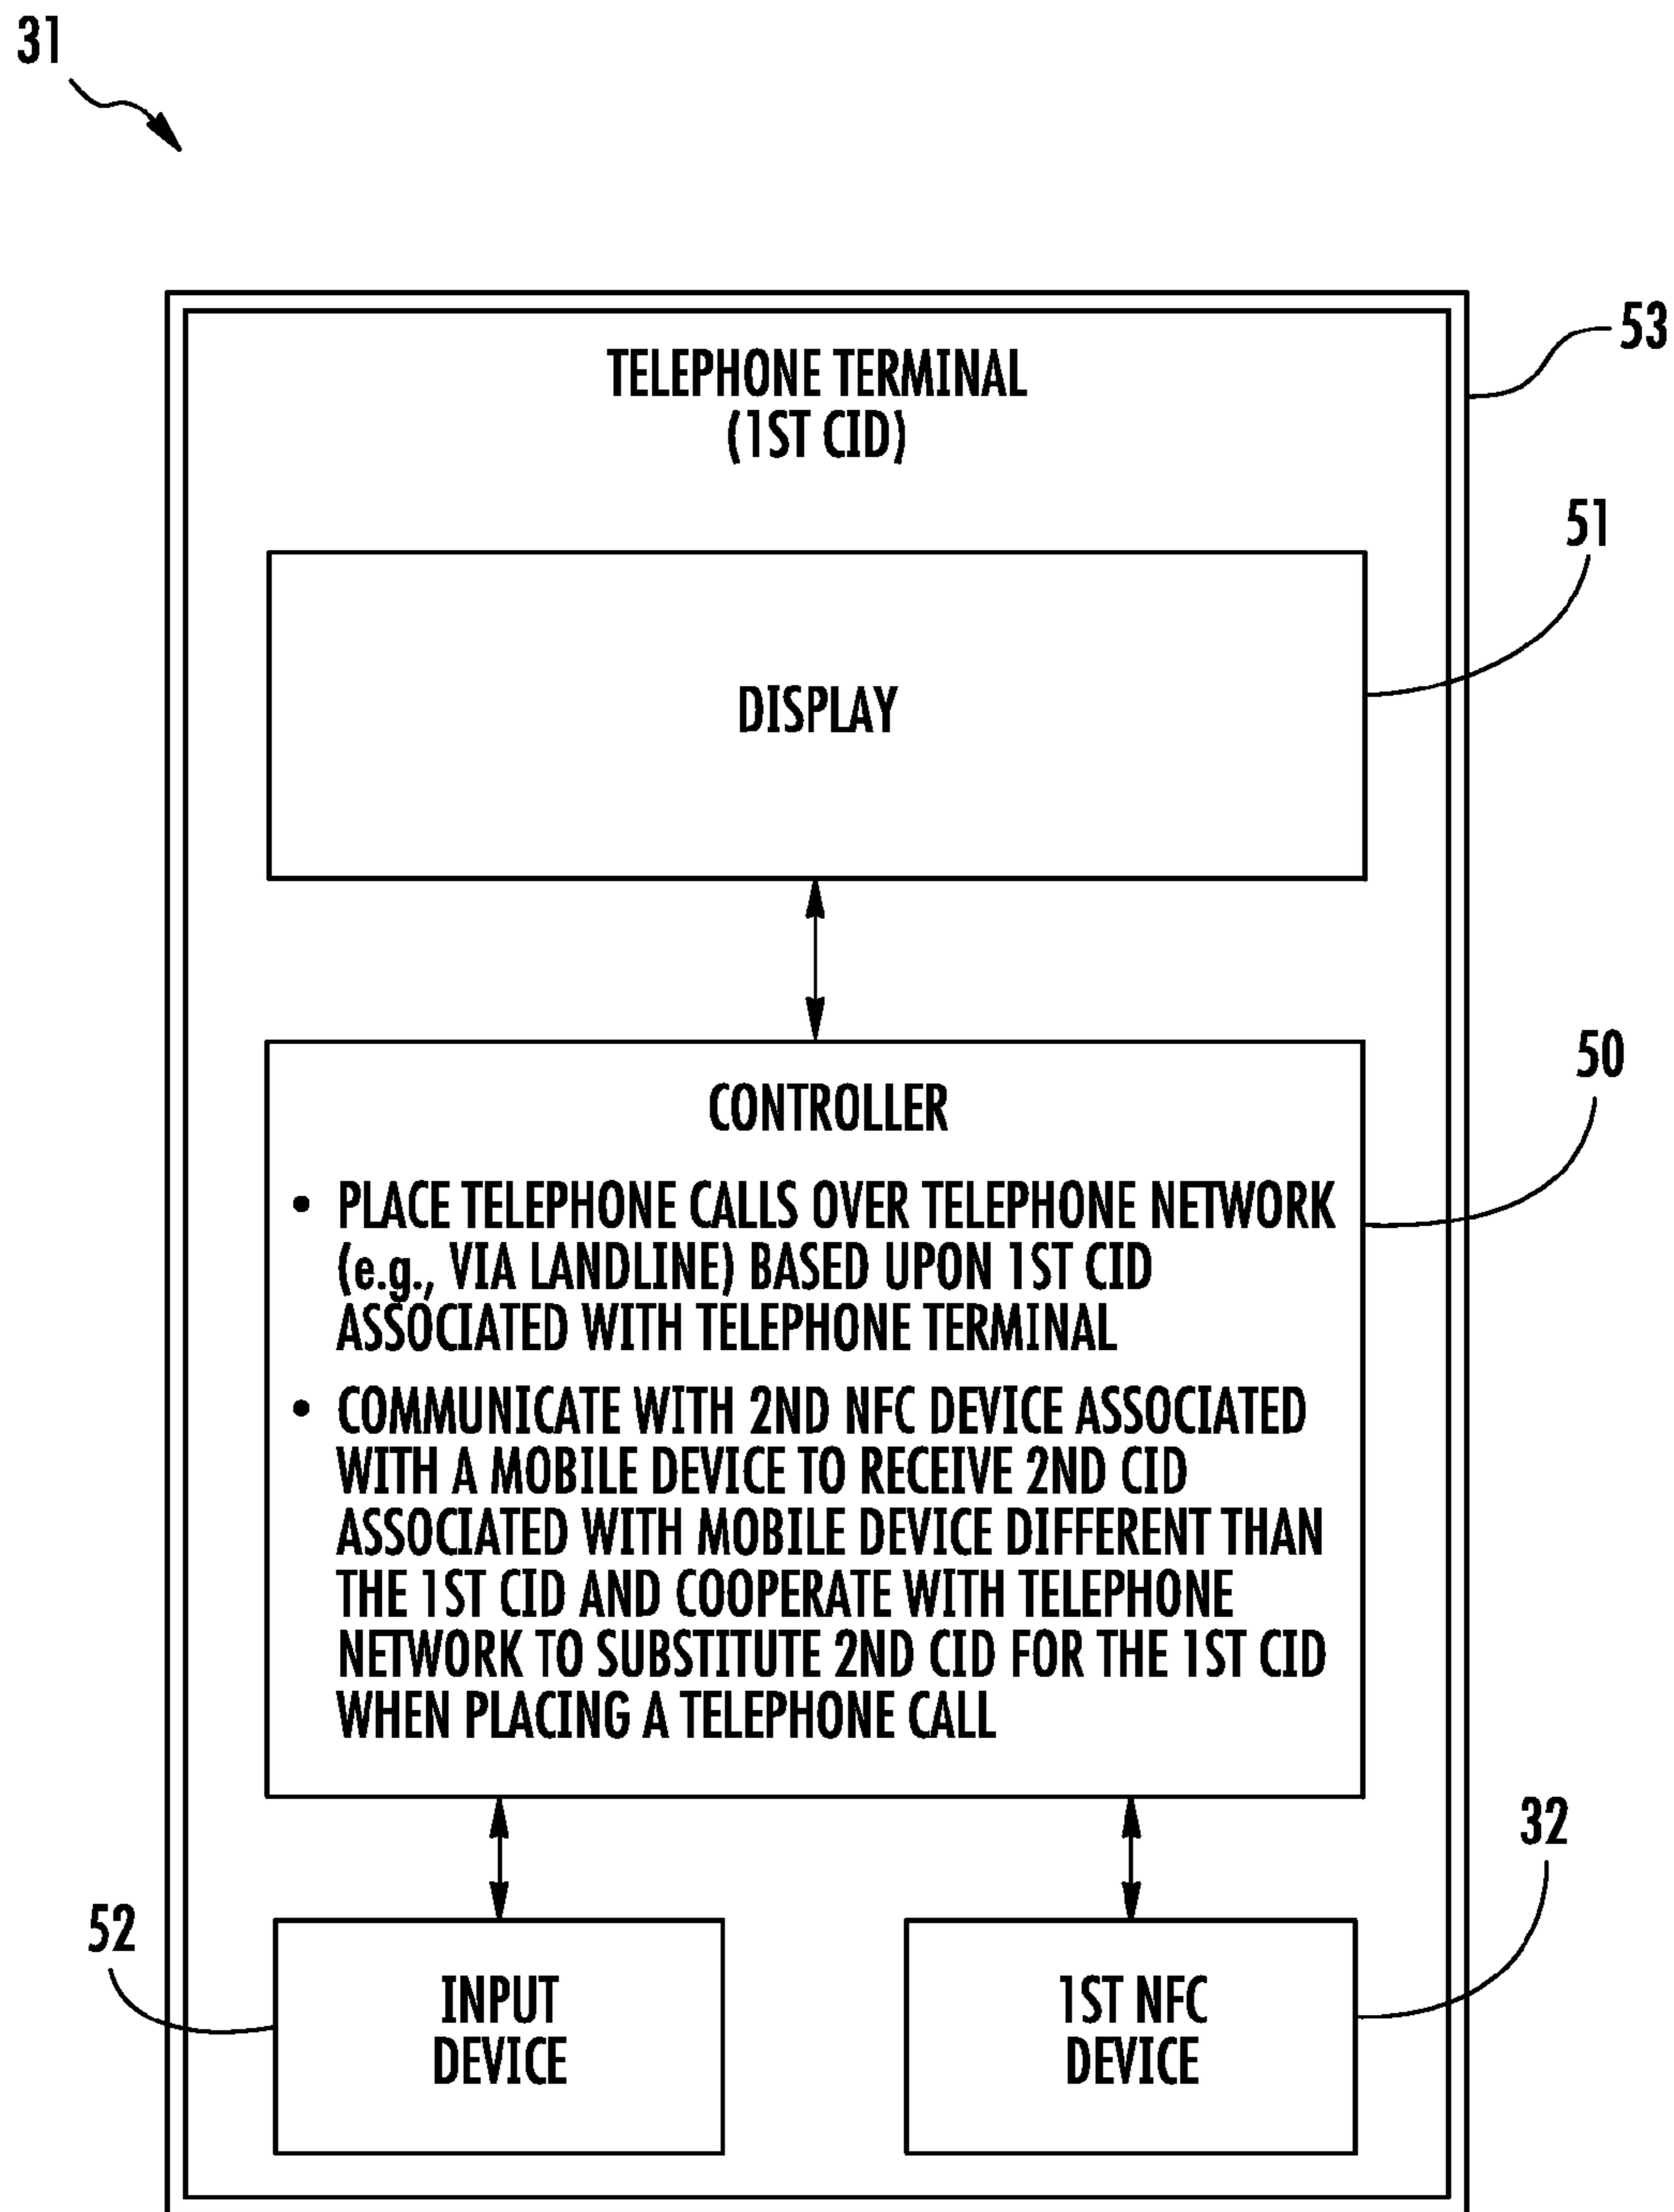 31
53
TELEPHONE TERMINAL
(1ST CID)
51
DISPLAY
50
CONTROLLER
• PLACE TELEPHONE CALLS OVER TELEPHONE NETWORK
(e.g., VIA LANDLINE) BASED UPON 1ST CID
ASSOCIATED WITH TELEPHONE TERMINAL
• COMMUNICATE WITH 2ND NFC DEVICE ASSOCIATED
WITH A MOBILE DEVICE TO RECEIVE 2ND CID
ASSOCIATED WITH MOBILE DEVICE DIFFERENT THAN
THE 1ST CID AND COOPERATE WITH TELEPHONE
NETWORK TO SUBSTITUTE 2ND CID FOR THE 1ST CID
WHEN PLACING A TELEPHONE CALL
32
52
INPUT
DEVICE
1ST NFC
DEVICE